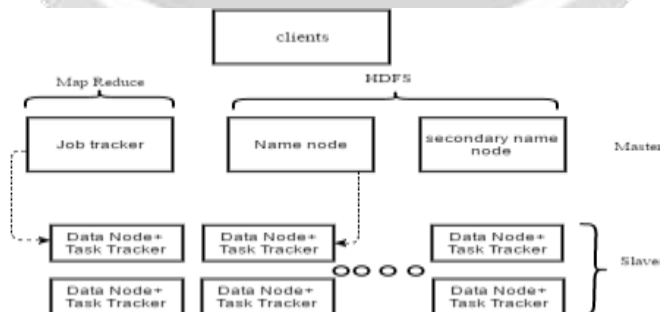 clients
Map Reduce
HDFS
Job tracker
Name node
secondary name
node
Master
Data Node+
Task Tracker
Data Node+
Task Tracker
Data Node+
Task Tracker
Slave
Data Node+
Task Tracker
Data Node+
Task Tracker
Data Node+
Task Tracker